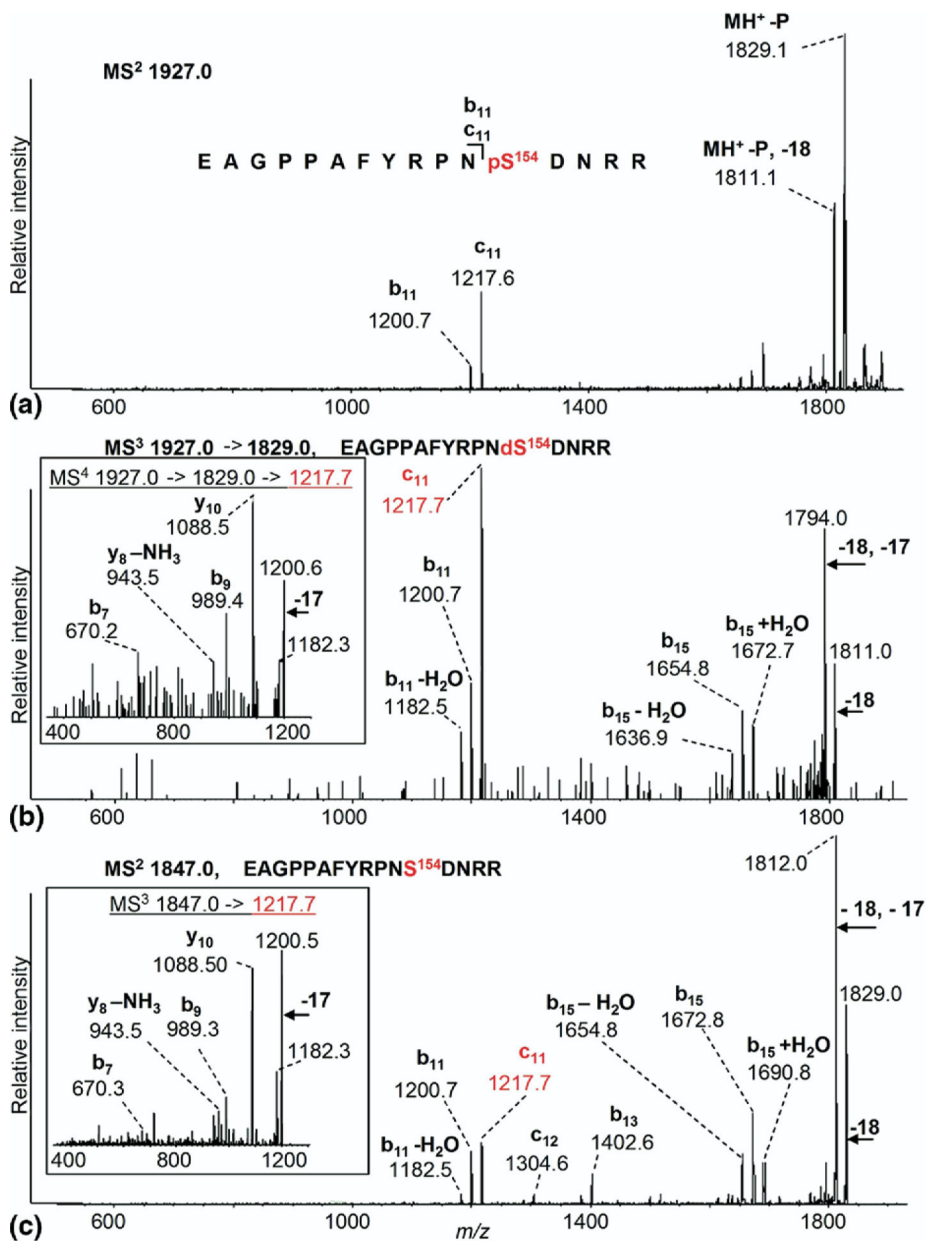 MH⁺ -P
1829.1
MS² 1927.0
b₁₁
c₁₁
E A G P P A F Y R P N pS¹⁵⁴ D N R R
MH⁺ -P, -18
1811.1
c₁₁
1217.6
b₁₁
1200.7
Relative intensity
600 1000 1400 1800
(a)
MS³ 1927.0 -> 1829.0, EAGPPAFYRPNdS¹⁵⁴DNRR
MS⁴ 1927.0 -> 1829.0 -> 1217.7
y₁₀
1088.5
y₈ –NH₃
943.5
b₉
989.4
1200.6
-17
b₇
670.2
1182.3
400 800 1200
c₁₁
1217.7
b₁₁
1200.7
b₁₁ -H₂O
1182.5
1794.0
-18, -17
b₁₅ +H₂O
1672.7
b₁₅
1654.8
1811.0
b₁₅ - H₂O
1636.9
-18
Relative intensity
600 1000 1400 1800
(b)
MS² 1847.0, EAGPPAFYRPNS¹⁵⁴DNRR
MS³ 1847.0 -> 1217.7
y₁₀
1088.50
1200.5
-17
y₈ –NH₃
943.5
b₉
989.3
b₇
670.3
1182.3
400 800 1200
1812.0
- 18, - 17
1829.0
b₁₅ – H₂O
1654.8
b₁₅
1672.8
b₁₅ +H₂O
1690.8
b₁₁
1200.7
c₁₁
1217.7
b₁₁ -H₂O
1182.5
c₁₂
1304.6
b₁₃
1402.6
-18
Relative intensity
600 1000 1400 1800
m/z
(c)